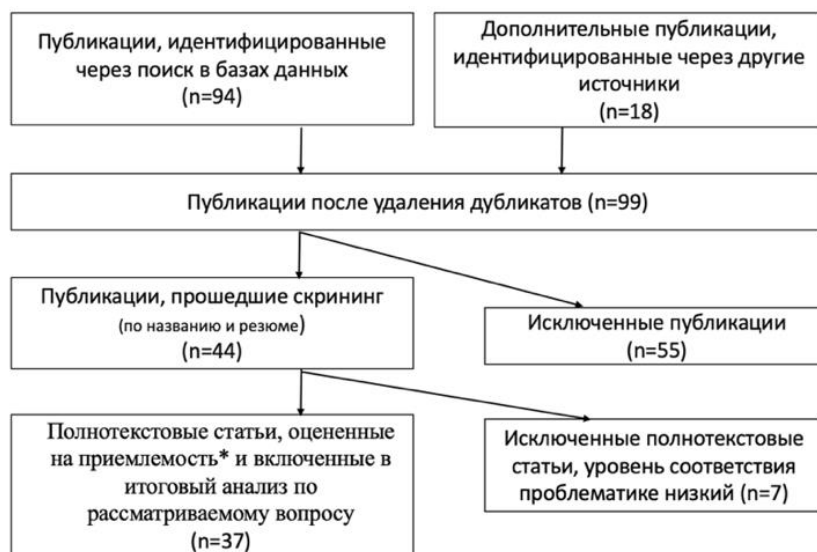 Публикации, идентифицированные
через поиск в базах данных
(n=94)
Дополнительные публикации,
идентифицированные через другие
источники
(n=18)
Публикации после удаления дубликатов (n=99)
Публикации, прошедшие скрининг
(по названию и резюме)
(n=44)
Исключенные публикации
(n=55)
Полнотекстовые статьи, оцененные
на приемлемость* и включенные в
итоговый анализ по
рассматриваемому вопросу
(n=37)
Исключенные полнотекстовые
статьи, уровень соответствия
проблематике низкий (n=7)